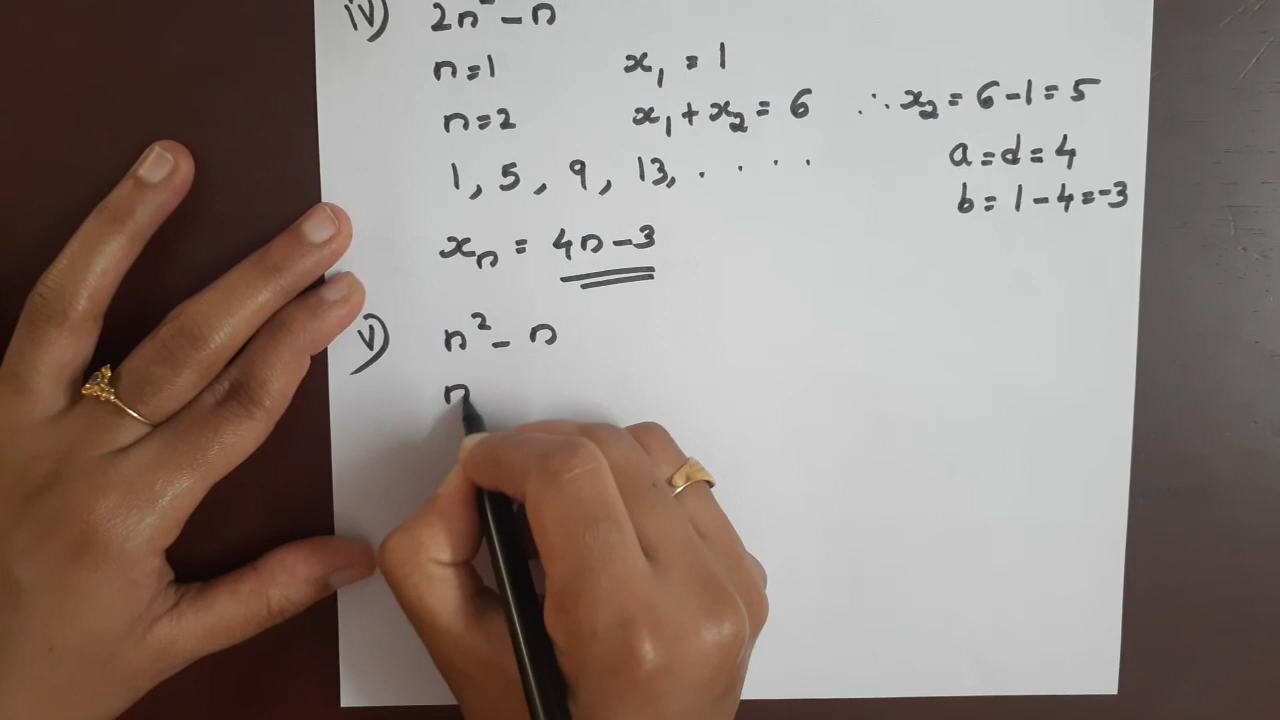 iv) 2n² - n
n=1 x₁ = 1
n=2 x₁ + x₂ = 6 ∴ x₂ = 6-1=5
1, 5, 9, 13, . . . . a=d=4
b= 1-4=-3
xₙ = 4n-3
v) n² - n
n